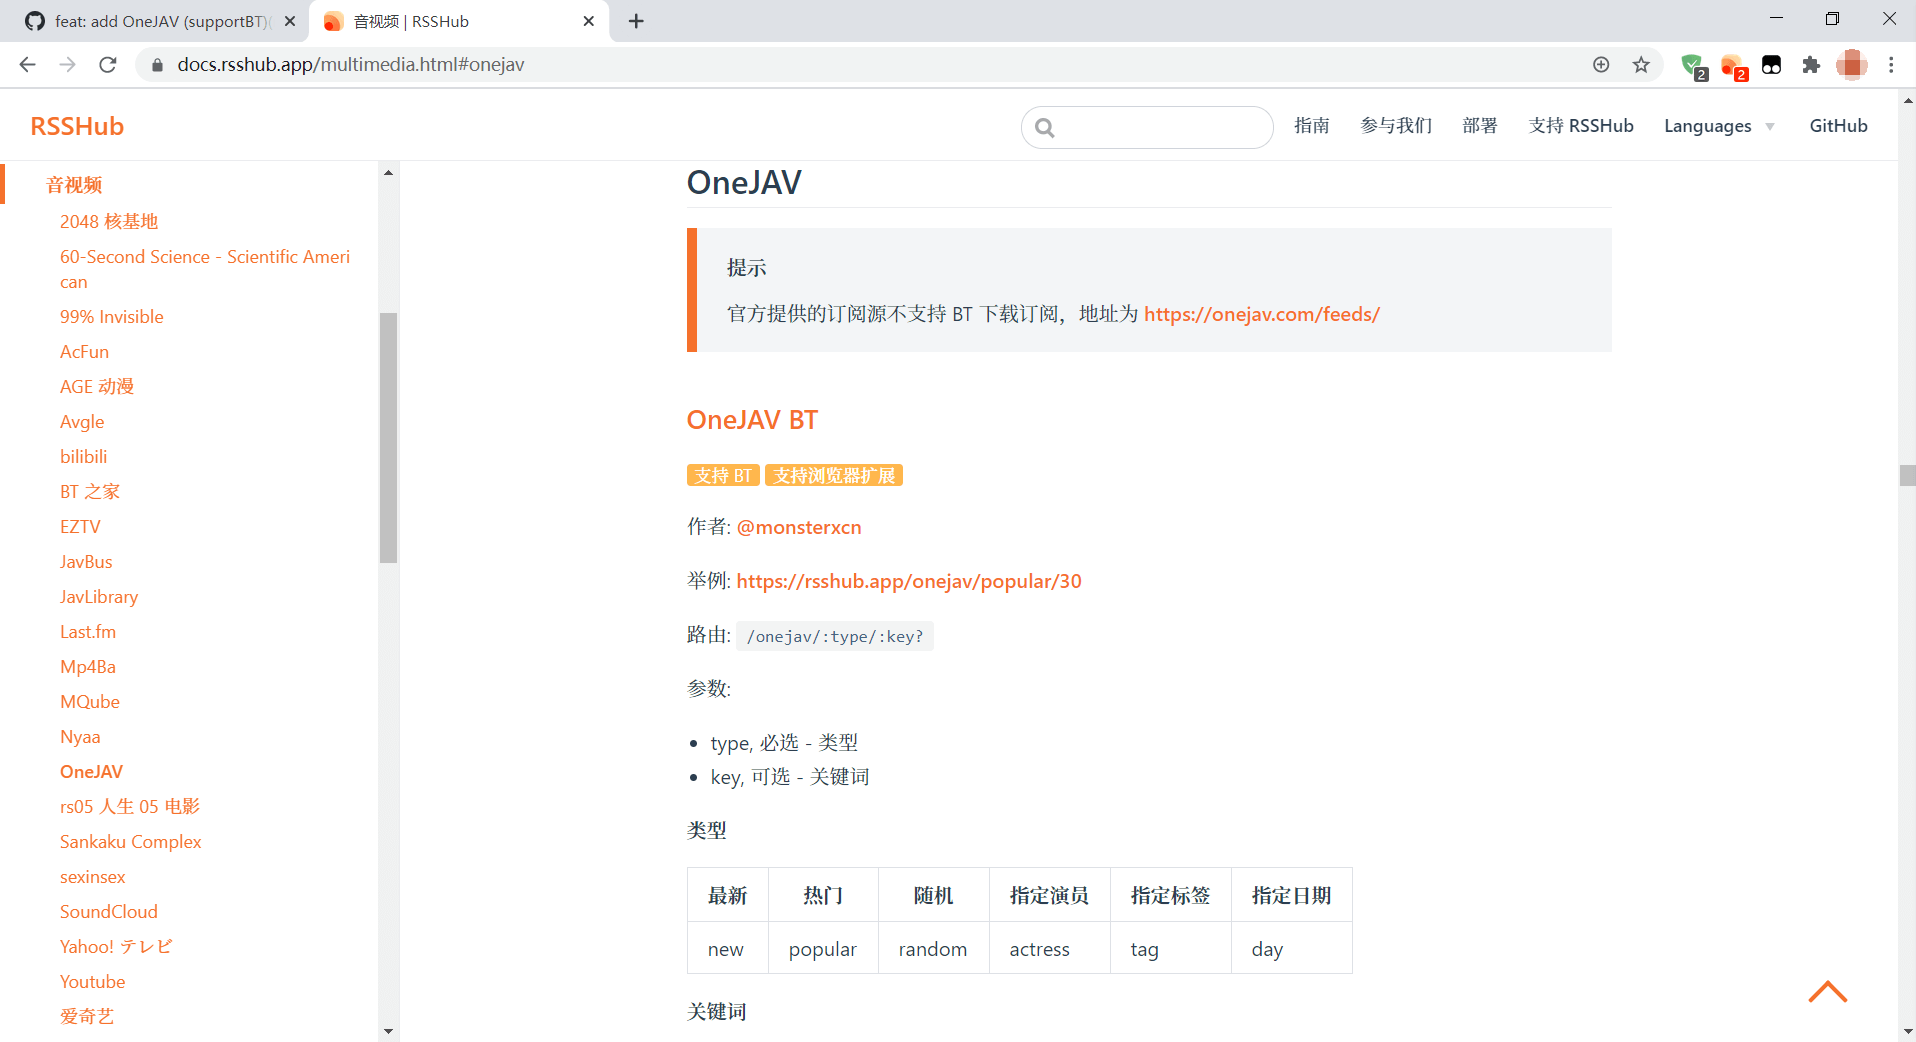 feat: add OneJAV (supportBT)(
音视频 | RSSHub
docs.rsshub.app/multimedia.html#onejav
2
2
RSSHub
指南
参与我们
部署
支持 RSSHub
Languages
GitHub
音视频
2048 核基地
60-Second Science - Scientific Ameri
can
99% Invisible
AcFun
AGE 动漫
Avgle
bilibili
BT 之家
EZTV
JavBus
JavLibrary
Last.fm
Mp4Ba
MQube
Nyaa
OneJAV
rs05 人生 05 电影
Sankaku Complex
sexinsex
SoundCloud
Yahoo! テレビ
Youtube
爱奇艺
OneJAV
提示
官方提供的订阅源不支持 BT 下载订阅，地址为 https://onejav.com/feeds/
OneJAV BT
支持 BT 支持浏览器扩展
作者: @monsterxcn
举例: https://rsshub.app/onejav/popular/30
路由: /onejav/:type/:key?
参数:
• type, 必选 - 类型
• key, 可选 - 关键词
类型
最新 热门 随机 指定演员 指定标签 指定日期
new popular random actress tag day
关键词